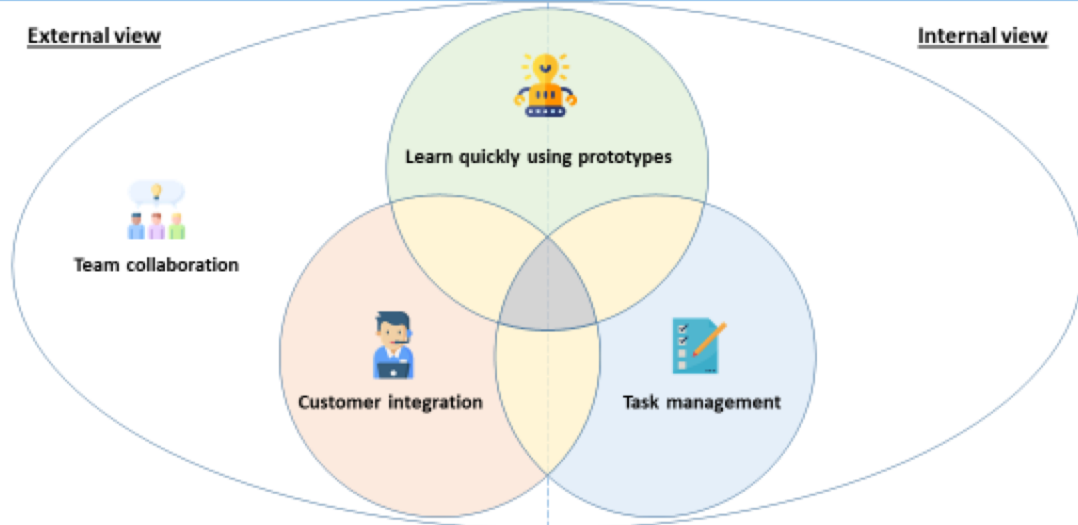 External view
Internal view
Learn quickly using prototypes
Team collaboration
Customer integration
Task management